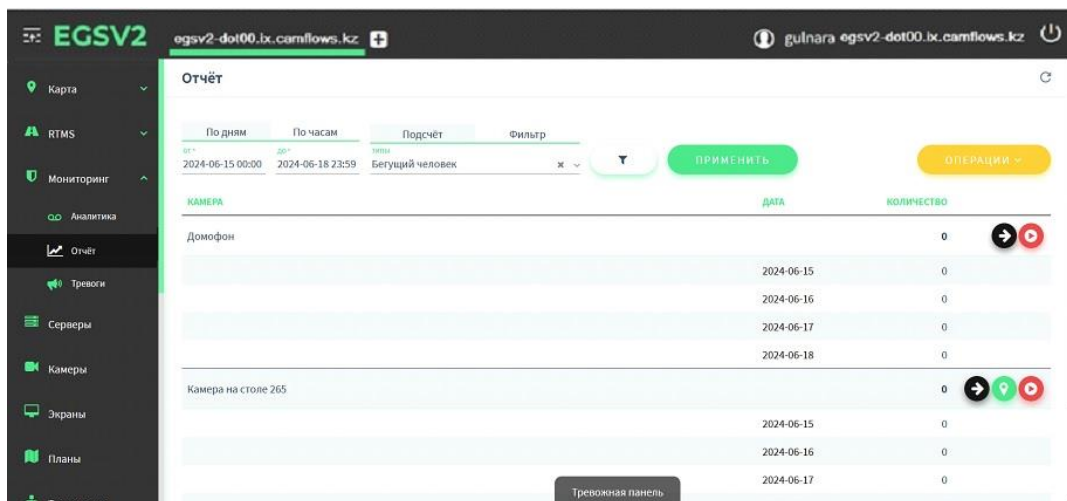 EGSV2 egsv2-dot00.ix.camflows.kz gulnara egsv2-dot00.ix.camflows.kz
Отчёт
Карта
RTMS
Мониторинг
Аналитика
Отчёт
Тревоги
Серверы
Камеры
Экраны
Планы
По дням По часам Подсчёт Фильтр
от * до * типы
2024-06-15 00:00 2024-06-18 23:59 Бегущий человек ПРИМЕНИТЬ ОПЕРАЦИИ
КАМЕРА ДАТА КОЛИЧЕСТВО
Домофон 0
2024-06-15 0
2024-06-16 0
2024-06-17 0
2024-06-18 0
Камера на столе 265 0
2024-06-15 0
2024-06-16 0
2024-06-17 0
Тревожная панель